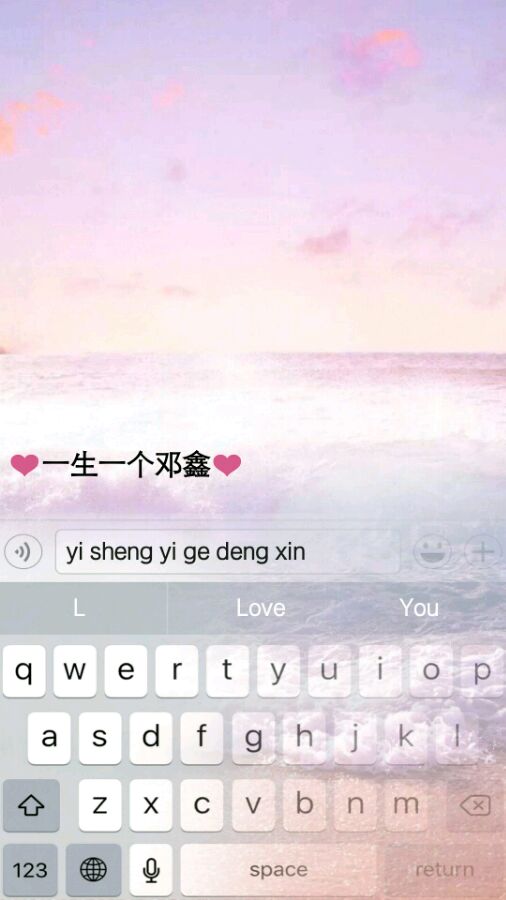 ❤一生一个邓鑫❤
yi sheng yi ge deng xin
L Love You
q w e r t y u i o p
a s d f g h j k l
z x c v b n m
123 space return